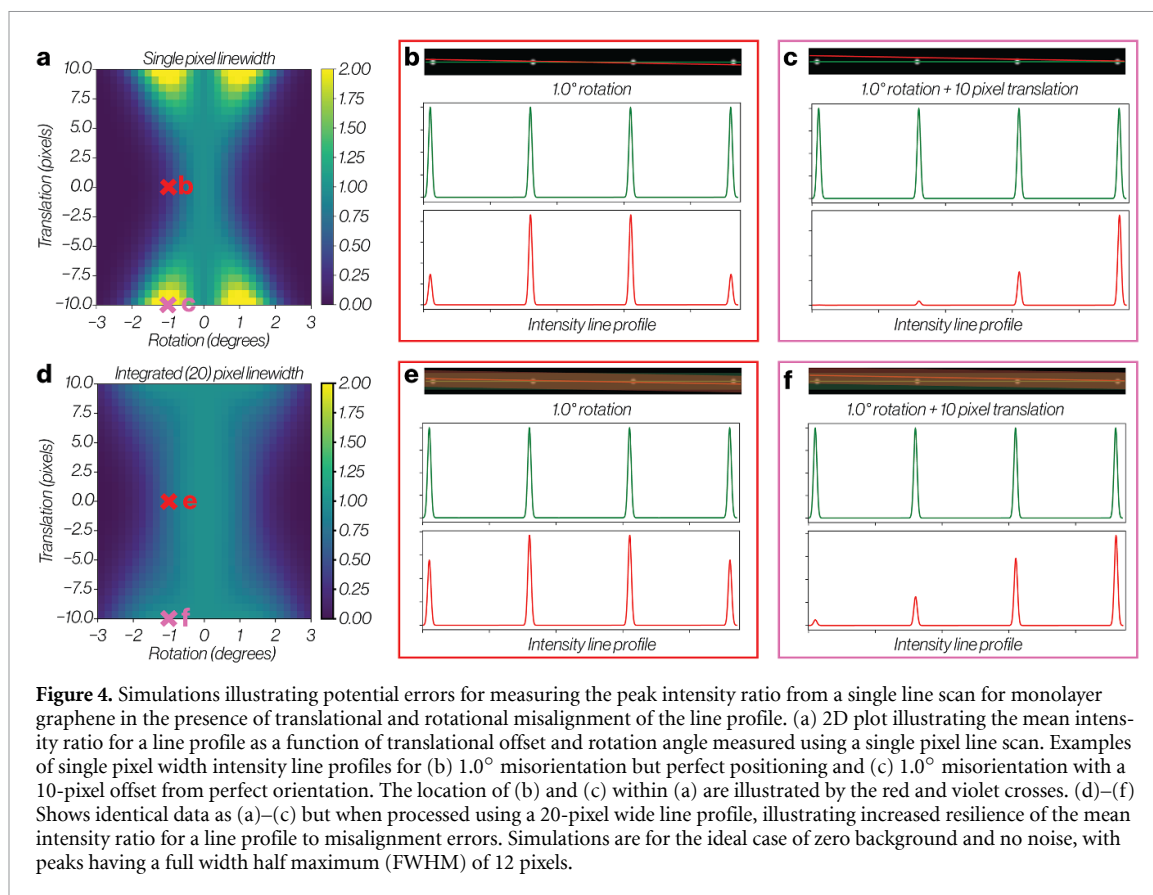 a
Single pixel linewidth
10.0
7.5
5.0
2.5
0.0
−2.5
−5.0
−7.5
−10.0
Translation (pixels)
b
c
−3 −2 −1 0 1 2 3
Rotation (degrees)
2.00
1.75
1.50
1.25
1.00
0.75
0.50
0.25
0.00
b
1.0° rotation
Intensity line profile
c
1.0° rotation + 10 pixel translation
Intensity line profile
d
Integrated (20) pixel linewidth
10.0
7.5
5.0
2.5
0.0
−2.5
−5.0
−7.5
−10.0
Translation (pixels)
e
f
−3 −2 −1 0 1 2 3
Rotation (degrees)
2.00
1.75
1.50
1.25
1.00
0.75
0.50
0.25
0.00
e
1.0° rotation
Intensity line profile
f
1.0° rotation + 10 pixel translation
Intensity line profile
Figure 4. Simulations illustrating potential errors for measuring the peak intensity ratio from a single line scan for monolayer
graphene in the presence of translational and rotational misalignment of the line profile. (a) 2D plot illustrating the mean inten-
sity ratio for a line profile as a function of translational offset and rotation angle measured using a single pixel line scan. Examples
of single pixel width intensity line profiles for (b) 1.0° misorientation but perfect positioning and (c) 1.0° misorientation with a
10-pixel offset from perfect orientation. The location of (b) and (c) within (a) are illustrated by the red and violet crosses. (d)–(f)
Shows identical data as (a)–(c) but when processed using a 20-pixel wide line profile, illustrating increased resilience of the mean
intensity ratio for a line profile to misalignment errors. Simulations are for the ideal case of zero background and no noise, with
peaks having a full width half maximum (FWHM) of 12 pixels.